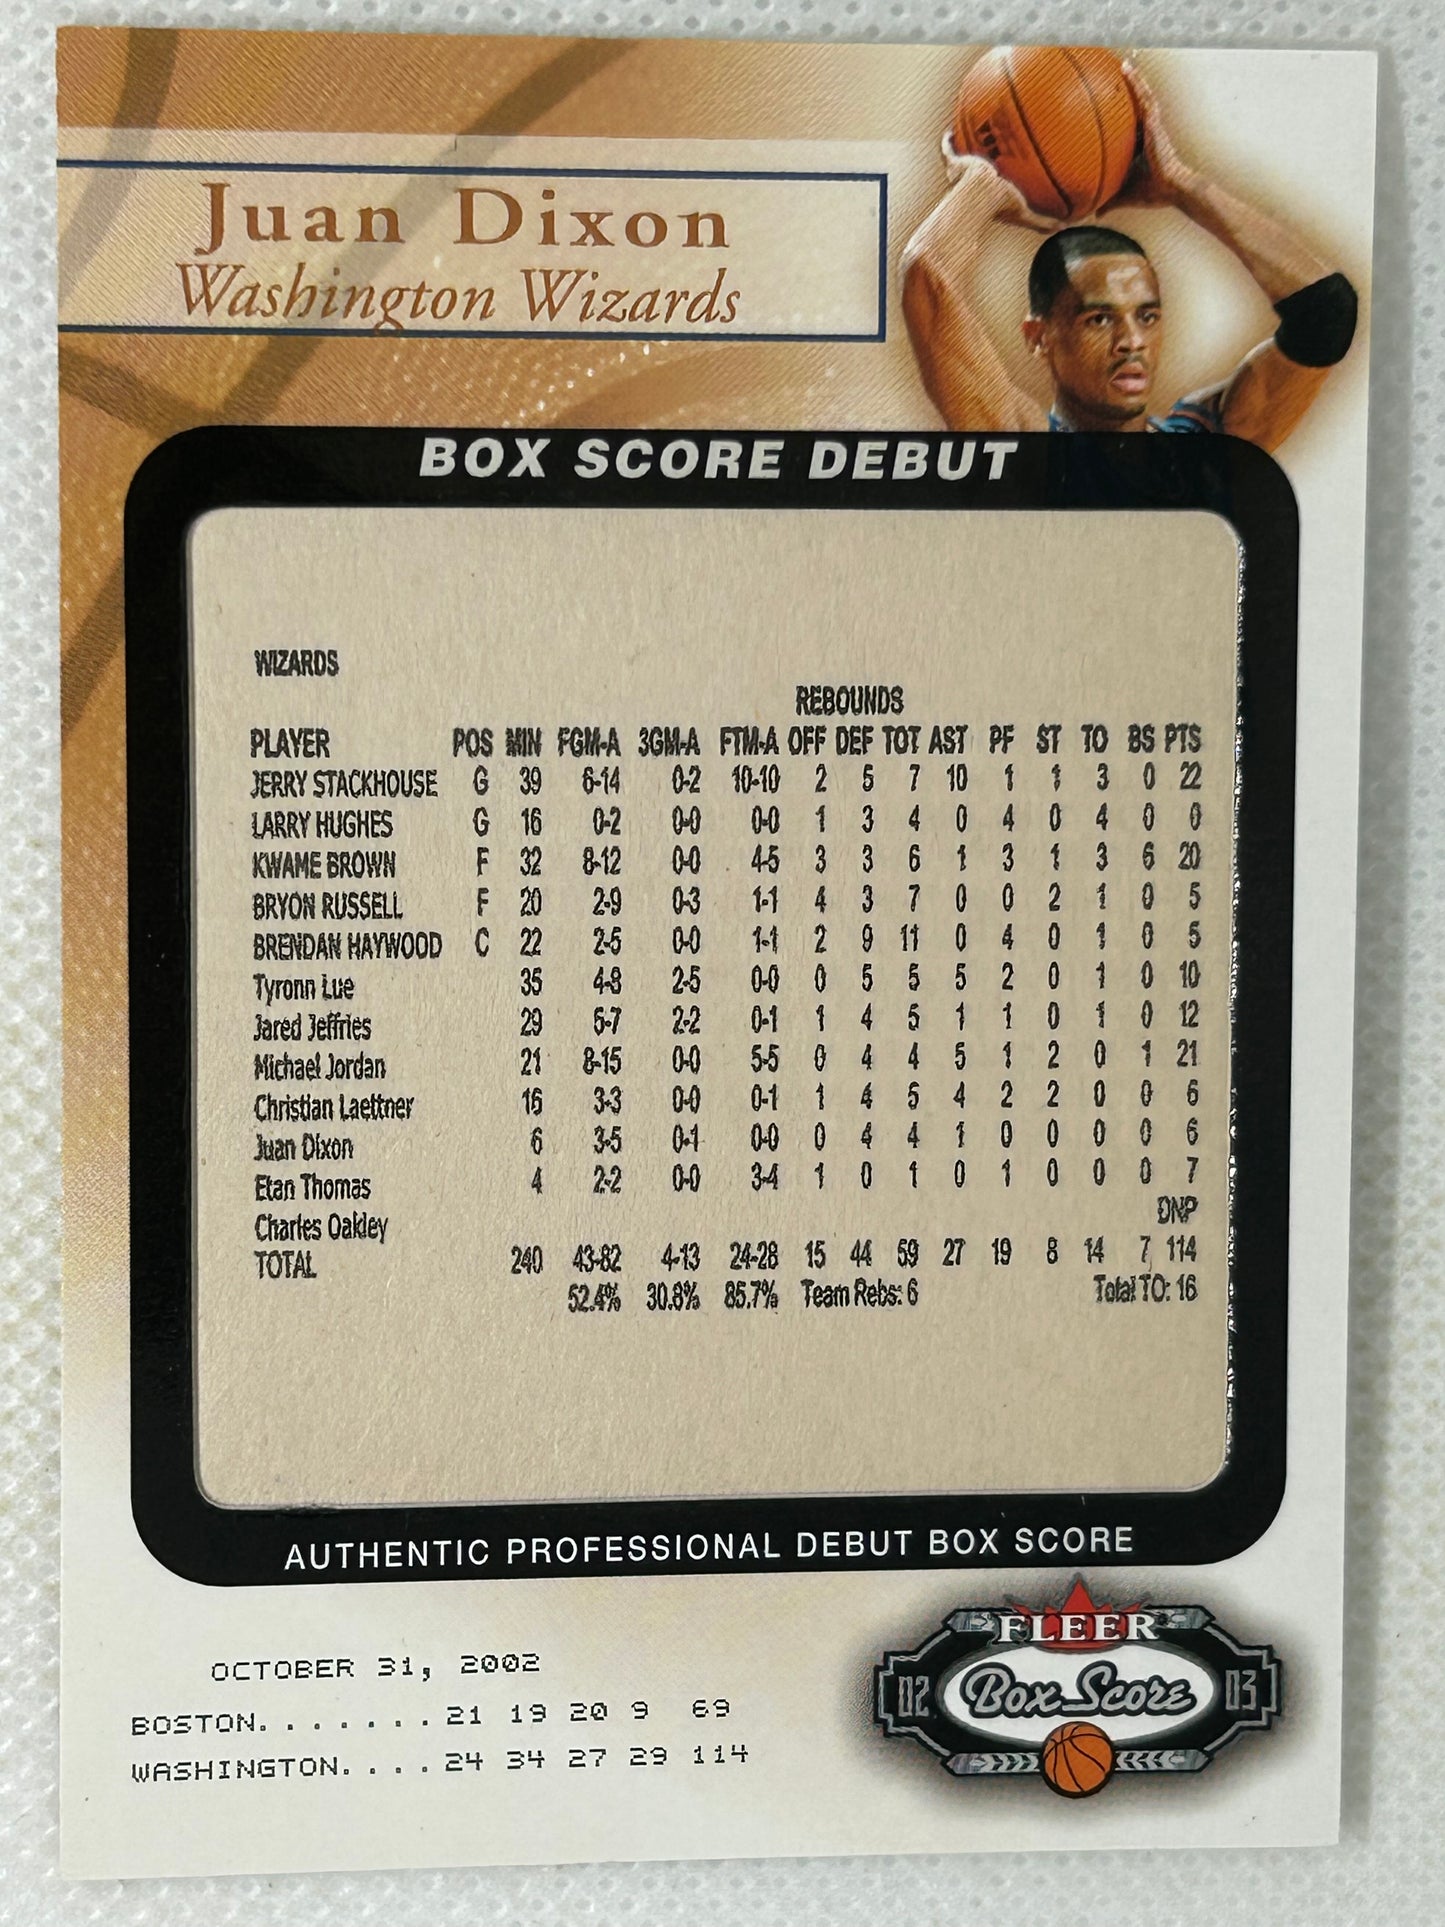 Juan Dixon
Washington Wizards
BOX SCORE DEBUT
WIZARDS
REBOUNDS
PLAYER POS MIN FGM-A 3GM-A FTM-A OFF DEF TOT AST PF ST TO BS PTS
JERRY STACKHOUSE G 39 6-14 0-2 10-10 2 5 7 10 1 1 3 0 22
LARRY HUGHES G 16 0-2 0-0 0-0 1 3 4 0 4 0 4 0 0
KWAME BROWN F 32 8-12 0-0 4-5 3 3 6 1 3 1 3 6 20
BRYON RUSSELL F 20 2-9 0-3 1-1 4 3 7 0 0 2 1 0 5
BRENDAN HAYWOOD C 22 2-5 0-0 1-1 2 9 11 0 4 0 1 0 5
Tyronn Lue 35 4-8 2-5 0-0 0 5 5 5 2 0 1 0 10
Jared Jeffries 29 5-7 2-2 0-1 1 4 5 1 1 0 1 0 12
Michael Jordan 21 8-15 0-0 5-5 0 4 4 5 1 2 0 1 21
Christian Laettner 16 3-3 0-0 0-1 1 4 5 4 2 2 0 0 6
Juan Dixon 6 3-5 0-1 0-0 0 4 4 1 0 0 0 0 6
Etan Thomas 4 2-2 0-0 3-4 1 0 1 0 1 0 0 0 7
Charles Oakley DNP
TOTAL 240 43-82 4-13 24-28 15 44 59 27 19 8 14 7 114
52.4% 30.8% 85.7% Team Rebs: 6 Total TO: 16
AUTHENTIC PROFESSIONAL DEBUT BOX SCORE
OCTOBER 31, 2002
BOSTON.......21 19 20 9 69
WASHINGTON....24 34 27 29 114
FLEER
02 Box Score 03